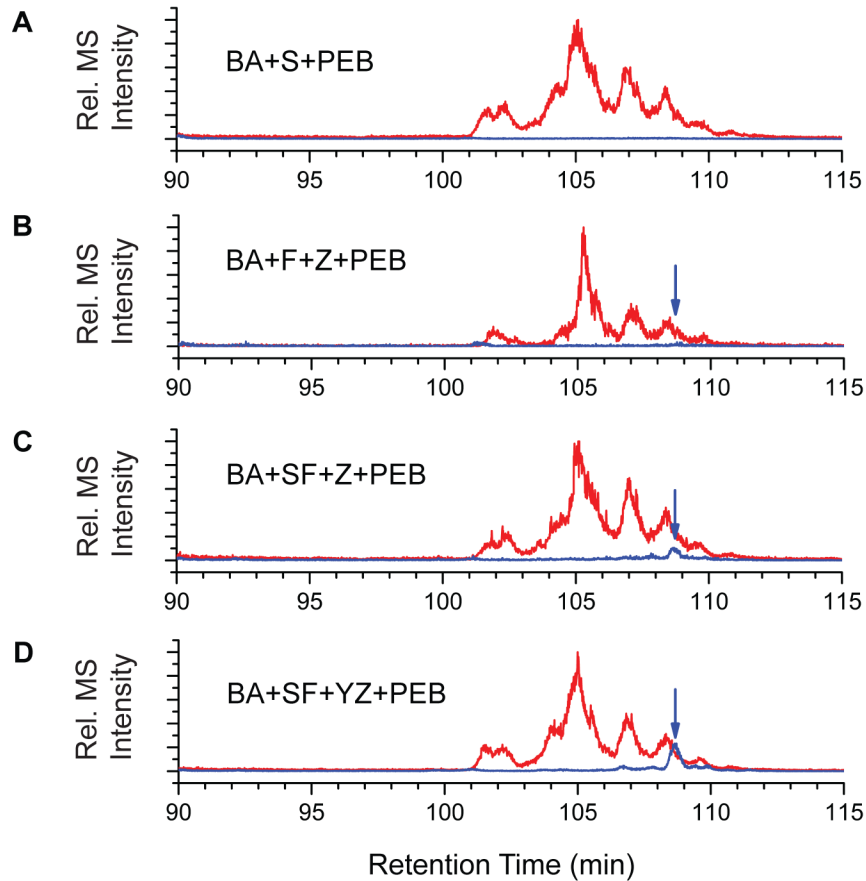 A
Rel. MS
Intensity
BA+S+PEB
90 95 100 105 110 115
B
Rel. MS
Intensity
BA+F+Z+PEB
90 95 100 105 110 115
C
Rel. MS
Intensity
BA+SF+Z+PEB
90 95 100 105 110 115
D
Rel. MS
Intensity
BA+SF+YZ+PEB
90 95 100 105 110 115
Retention Time (min)